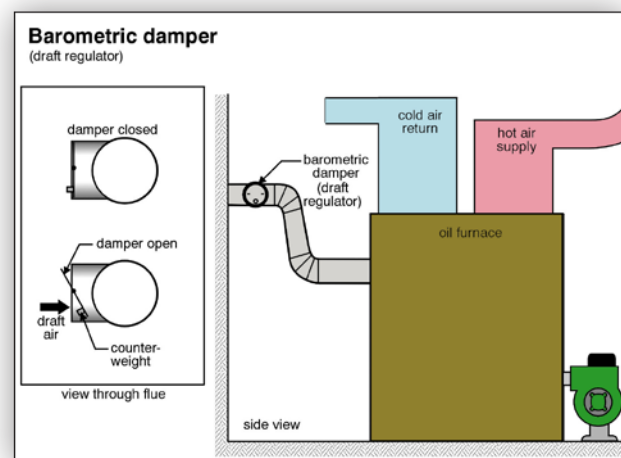 Barometric damper
(draft regulator)
damper closed
damper open
draft
air
counter-
weight
view through flue
barometric
damper
(draft
regulator)
cold air
return
hot air
supply
oil furnace
side view